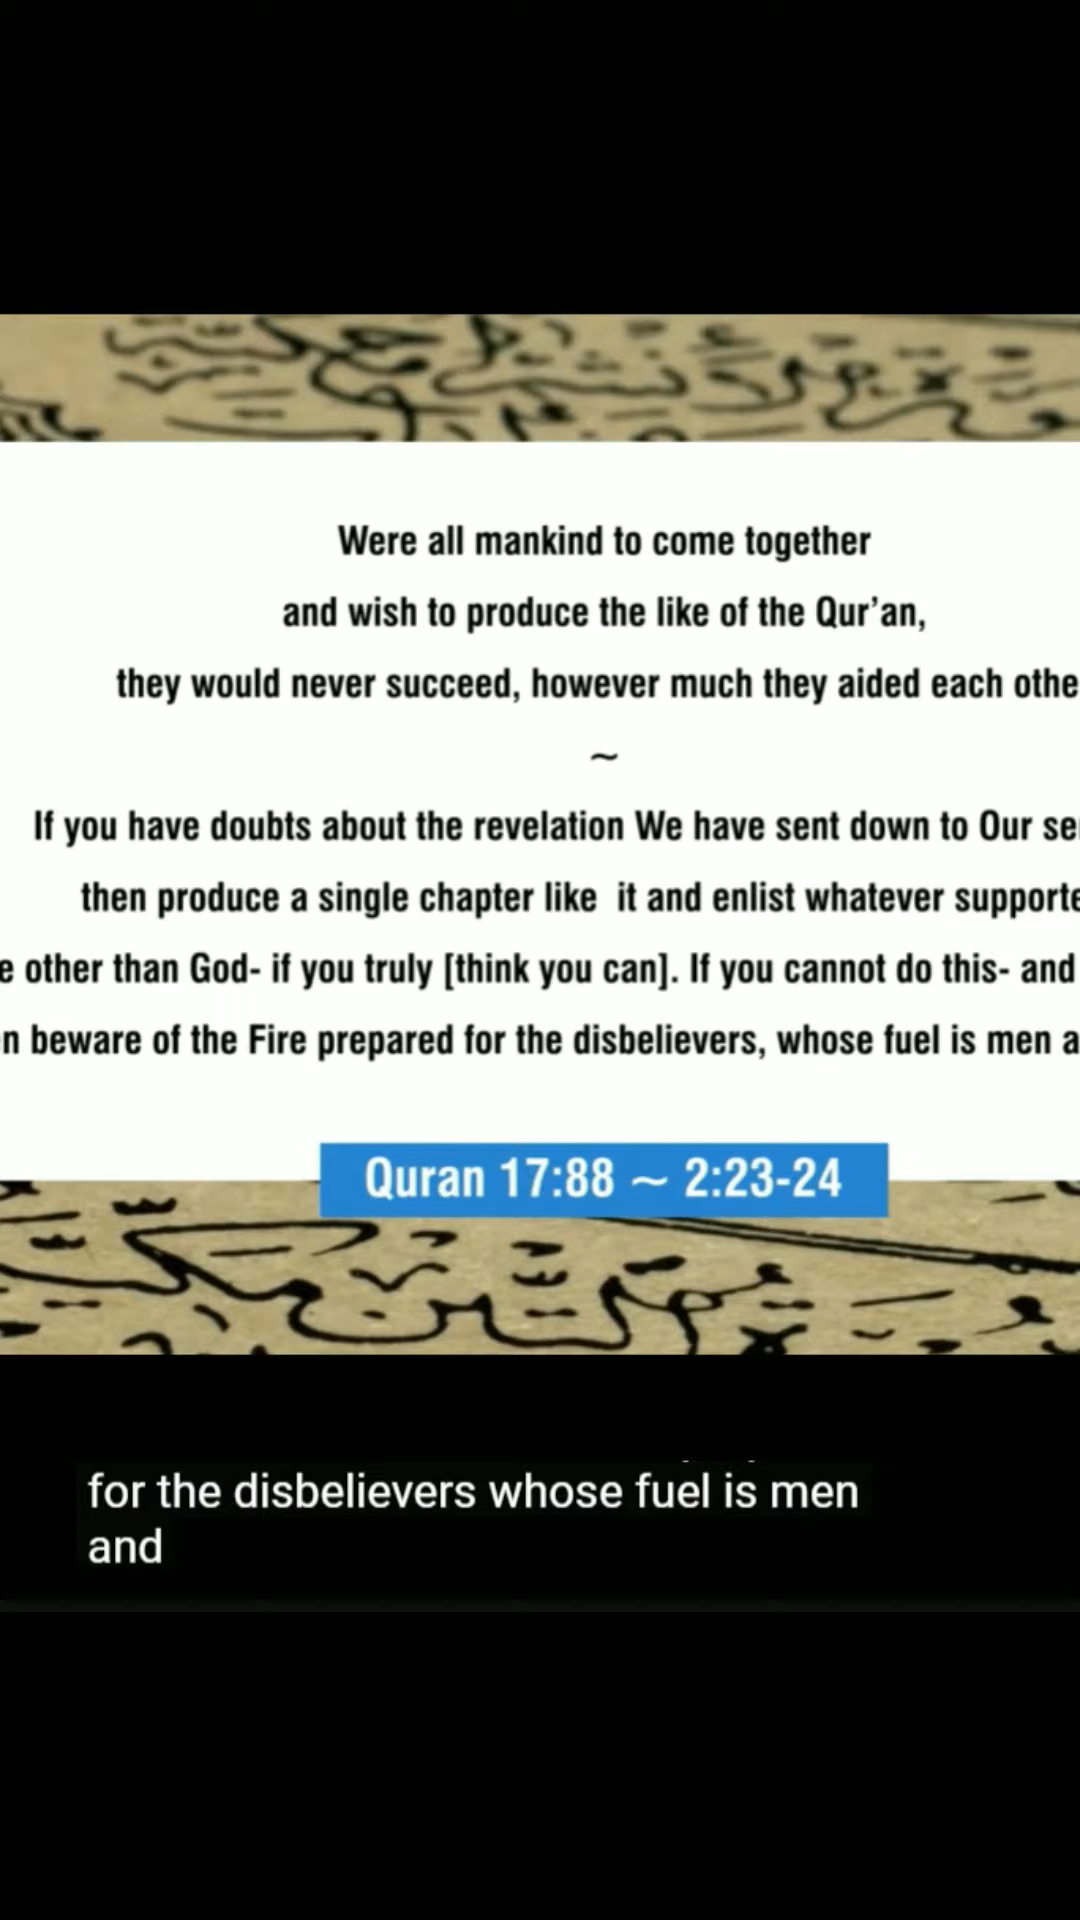 Were all mankind to come together
and wish to produce the like of the Qur’an,
they would never succeed, however much they aided each othe
~
If you have doubts about the revelation We have sent down to Our se
then produce a single chapter like it and enlist whatever supporte
e other than God- if you truly [think you can]. If you cannot do this- and
n beware of the Fire prepared for the disbelievers, whose fuel is men a
Quran 17:88 ~ 2:23-24
for the disbelievers whose fuel is men
and